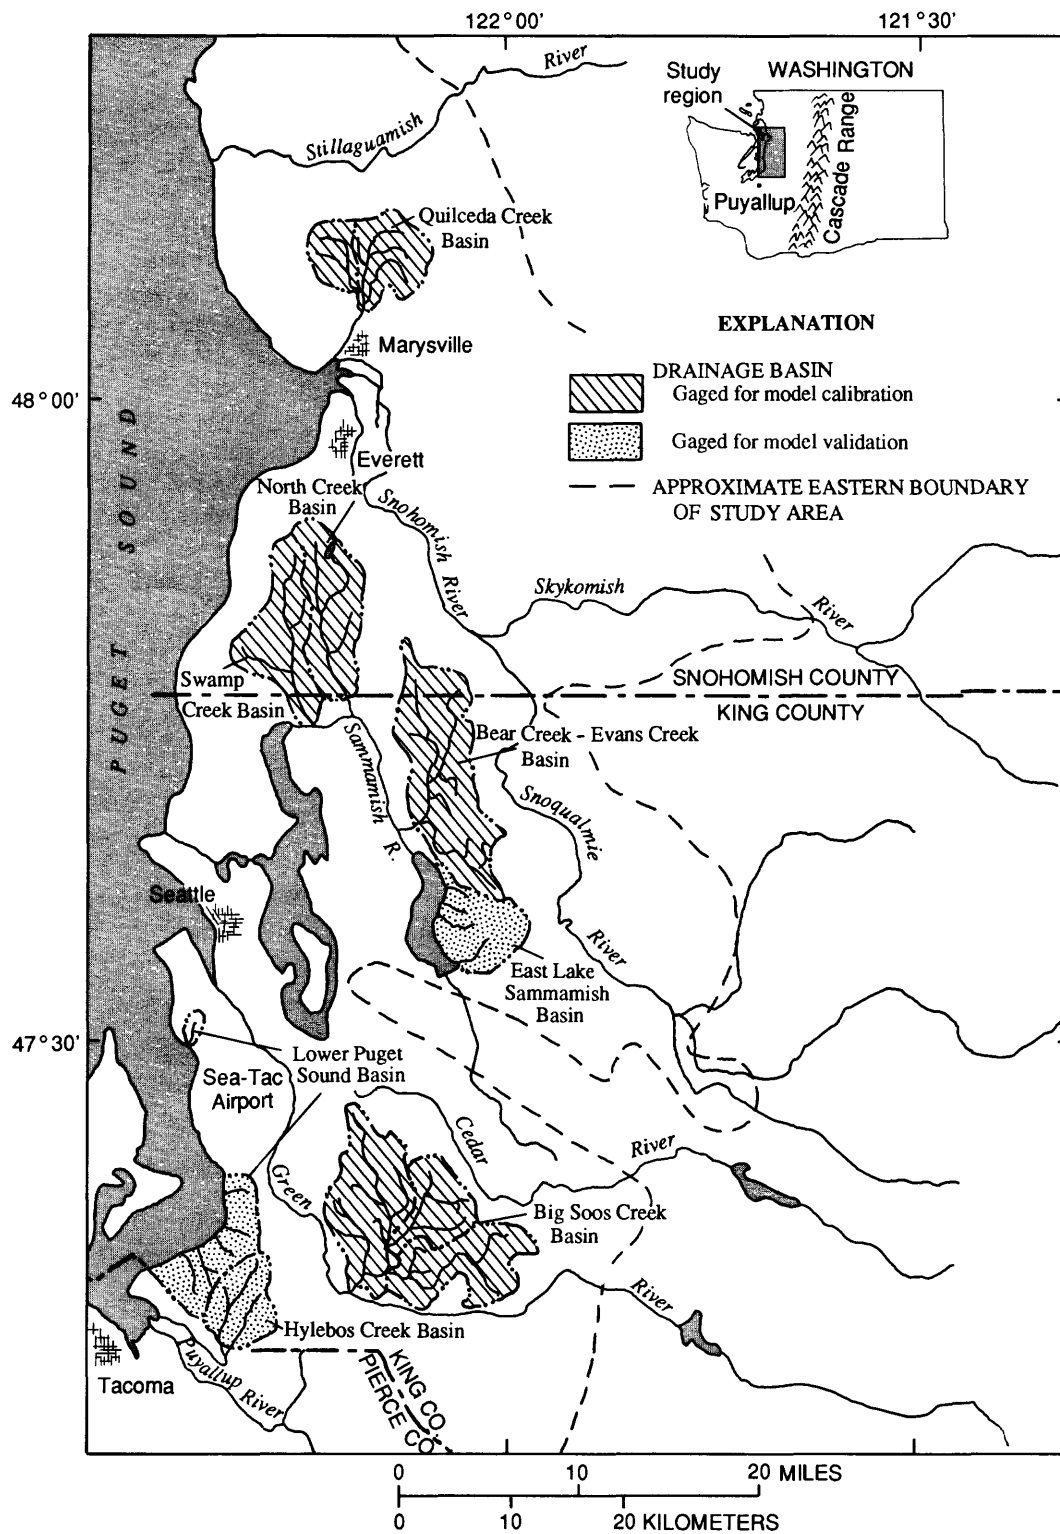 122°00'
121°30'
River
Stillaguamish
Study
region
WASHINGTON
Cascade Range
Puyallup
Quilceda Creek
Basin
EXPLANATION
Marysville
DRAINAGE BASIN
Gaged for model calibration
48°00'
Gaged for model validation
Everett
APPROXIMATE EASTERN BOUNDARY
OF STUDY AREA
North Creek
Basin
Snohomish River
PUGET SOUND
Skykomish
River
Swamp
Creek Basin
SNOHOMISH COUNTY
KING COUNTY
Sammamish R.
Bear Creek - Evans Creek
Basin
Snoqualmie
River
Seattle
East Lake
Sammamish
Basin
47°30'
Lower Puget
Sound Basin
Sea-Tac
Airport
Cedar
River
Green
River
Big Soos Creek
Basin
Hylebos Creek Basin
Puyallup River
Tacoma
KING CO.
PIERCE CO.
0 10 20 MILES
0 10 20 KILOMETERS